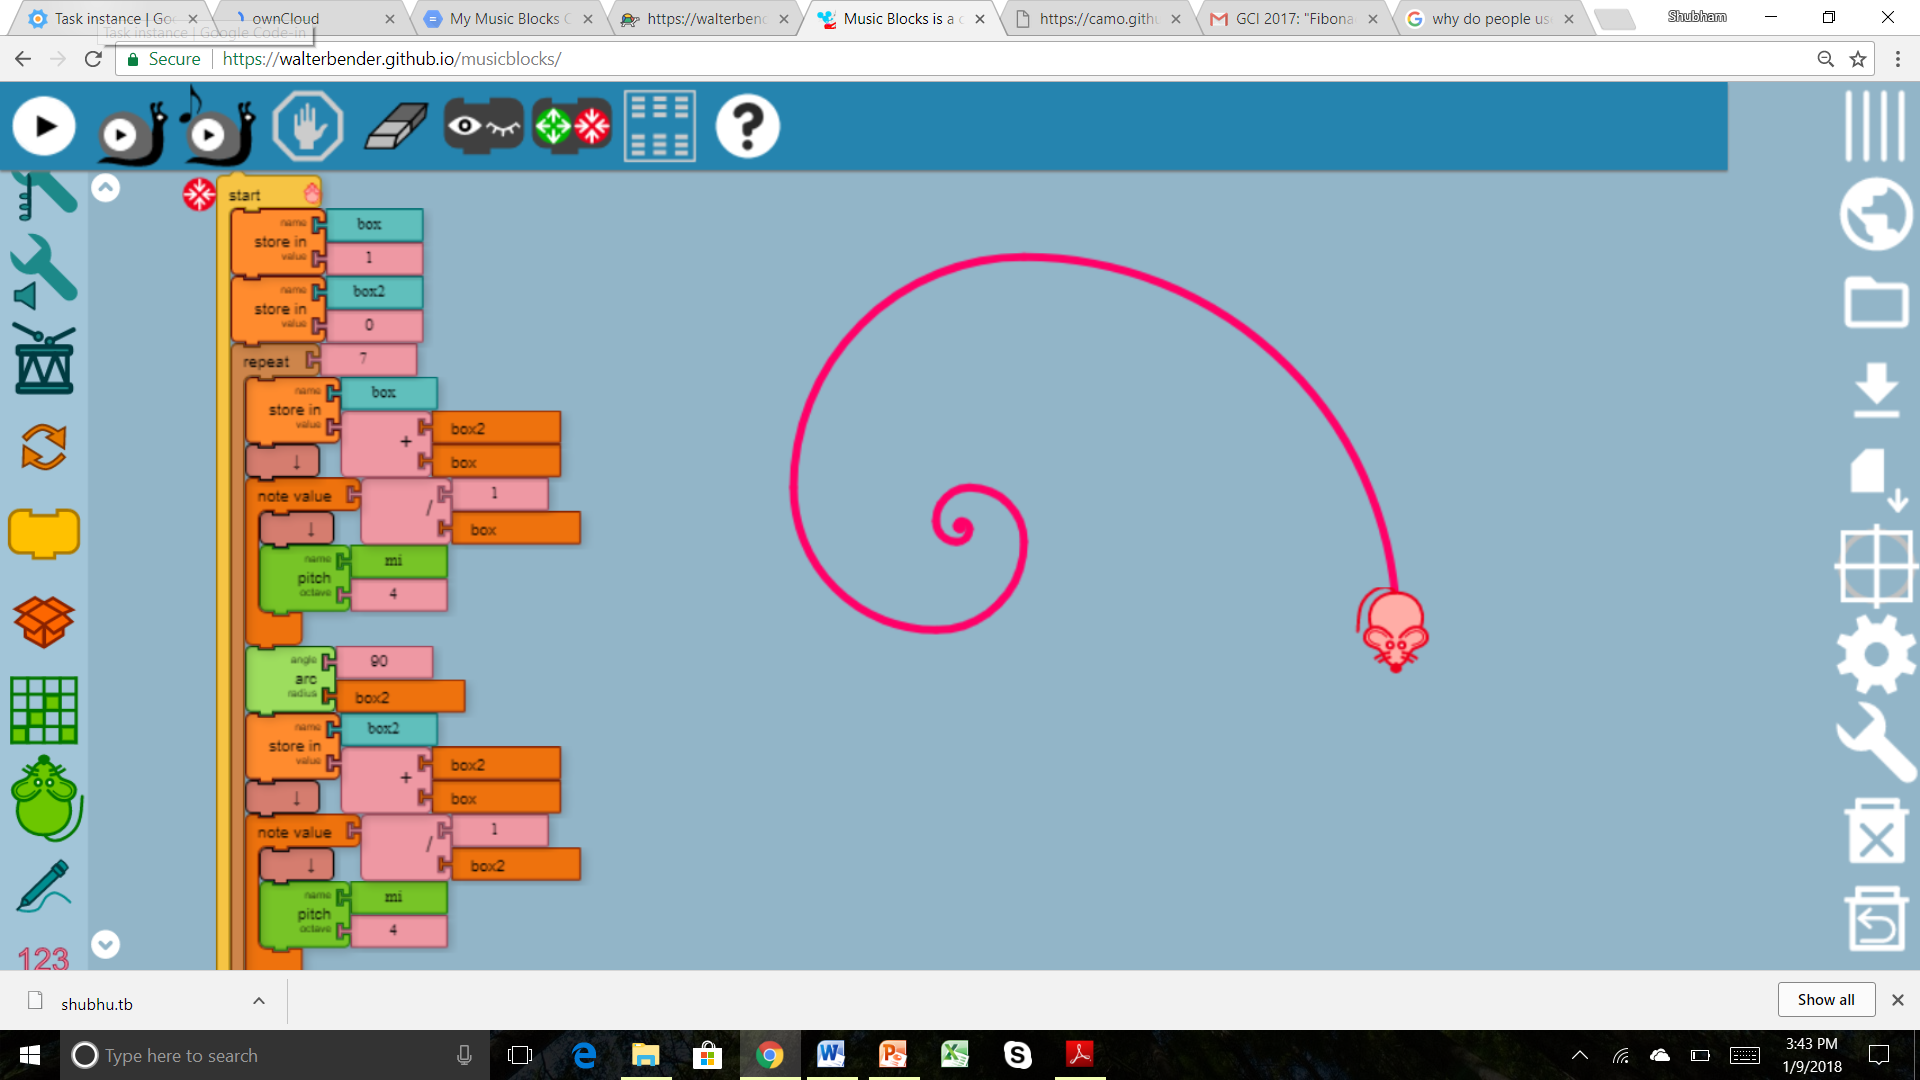 Task instance | Goo
ownCloud
My Music Blocks C
https://walterbend
Music Blocks is a c
https://camo.githu
GCI 2017: "Fibona
why do people us
Shubham
Task instance | Google Code-in
Secure
https://walterbender.github.io/musicblocks/
start
name
box
store in
value
1
name
box2
store in
value
0
repeat
7
name
box
store in
value
+
box2
box
note value
1
/
box
name
mi
pitch
octave
4
angle
90
arc
radius
box2
name
box2
store in
value
+
box2
box
note value
1
/
box2
name
mi
pitch
octave
4
123
shubhu.tb
Show all
Type here to search
3:43 PM
1/9/2018